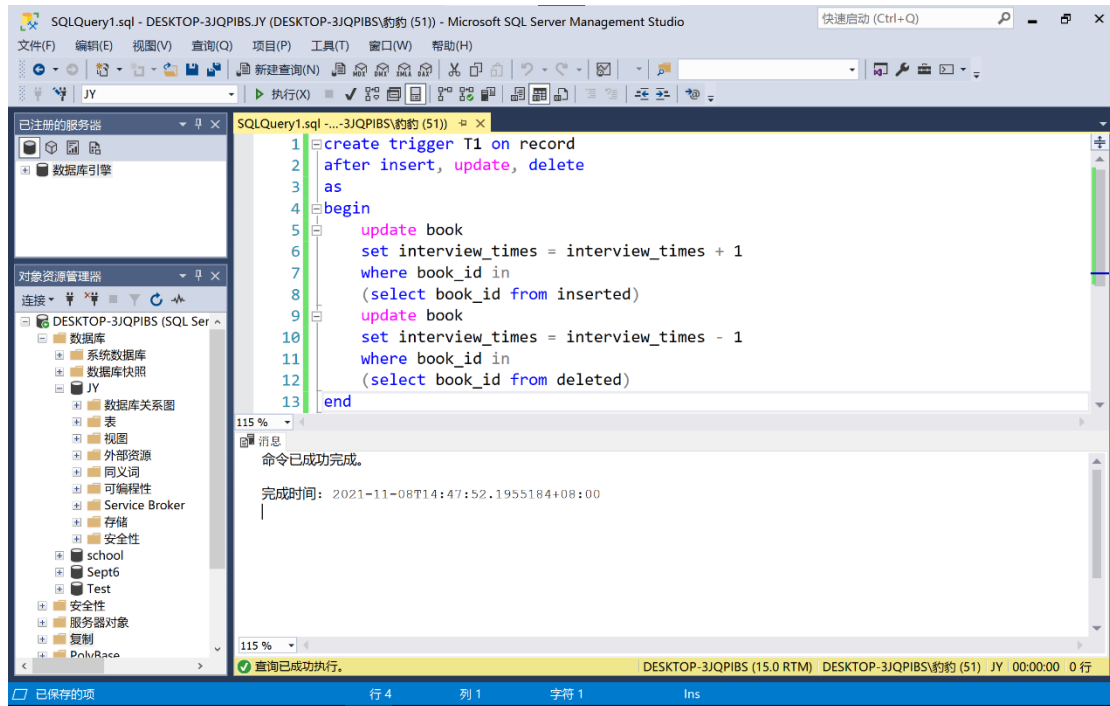 SQLQuery1.sql - DESKTOP-3JQPIBS.JY (DESKTOP-3JQPIBS\豹豹 (51)) - Microsoft SQL Server Management Studio
快速启动 (Ctrl+Q)
文件(F) 编辑(E) 视图(V) 查询(Q) 项目(P) 工具(T) 窗口(W) 帮助(H)
新建查询(N) MDX DMX XMLA DAX
JY 执行(X)
已注册的服务器
数据库引擎
对象资源管理器
连接
DESKTOP-3JQPIBS (SQL Ser
数据库
系统数据库
数据库快照
JY
数据库关系图
表
视图
外部资源
同义词
可编程性
Service Broker
存储
安全性
school
Sept6
Test
安全性
服务器对象
复制
PolyBase
SQLQuery1.sql -...-3JQPIBS\豹豹 (51))
1 create trigger T1 on record
2 after insert, update, delete
3 as
4 begin
5 update book
6 set interview_times = interview_times + 1
7 where book_id in
8 (select book_id from inserted)
9 update book
10 set interview_times = interview_times - 1
11 where book_id in
12 (select book_id from deleted)
13 end
115 %
消息
命令已成功完成。
完成时间: 2021-11-08T14:47:52.1955184+08:00
115 %
查询已成功执行。 DESKTOP-3JQPIBS (15.0 RTM) DESKTOP-3JQPIBS\豹豹 (51) JY 00:00:00 0 行
已保存的项 行 4 列 1 字符 1 Ins